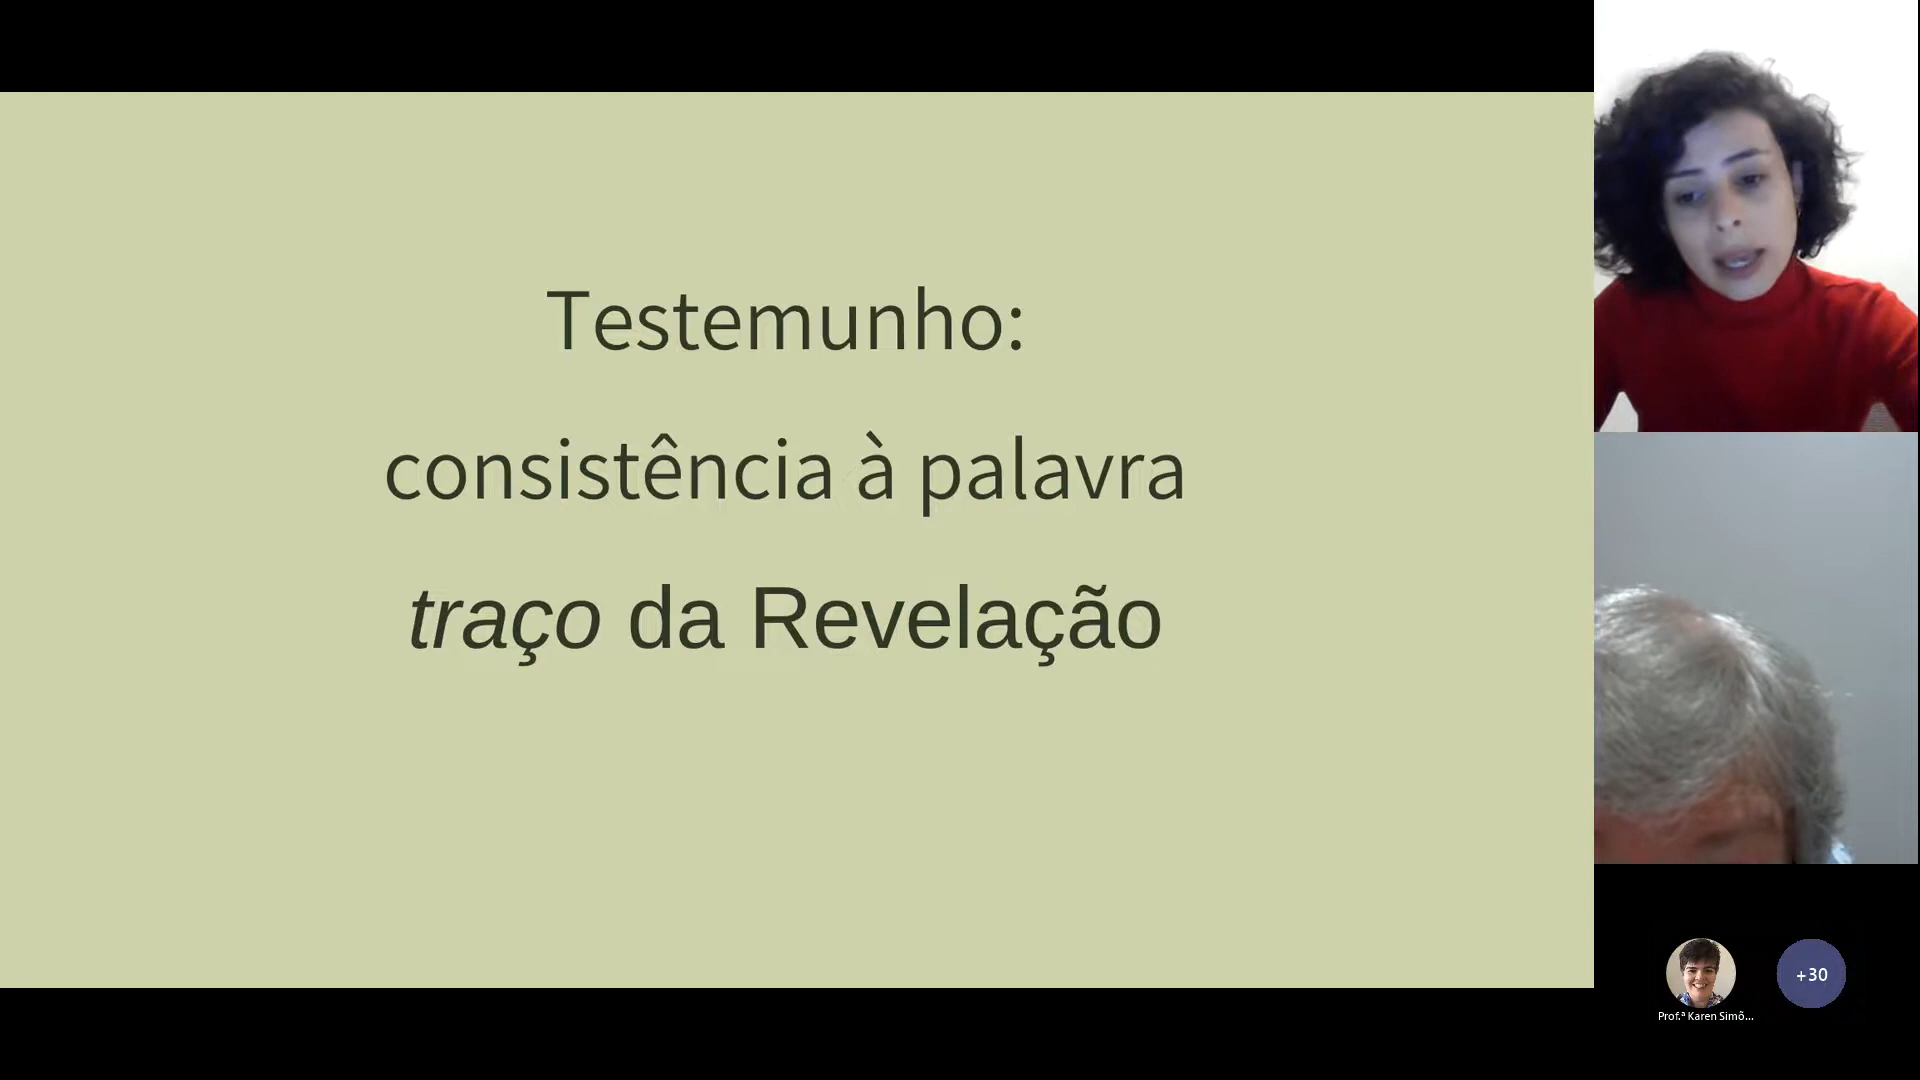 Testemunho:
consistência à palavra
traço da Revelação
Prof.ª Karen Simõ...
+30